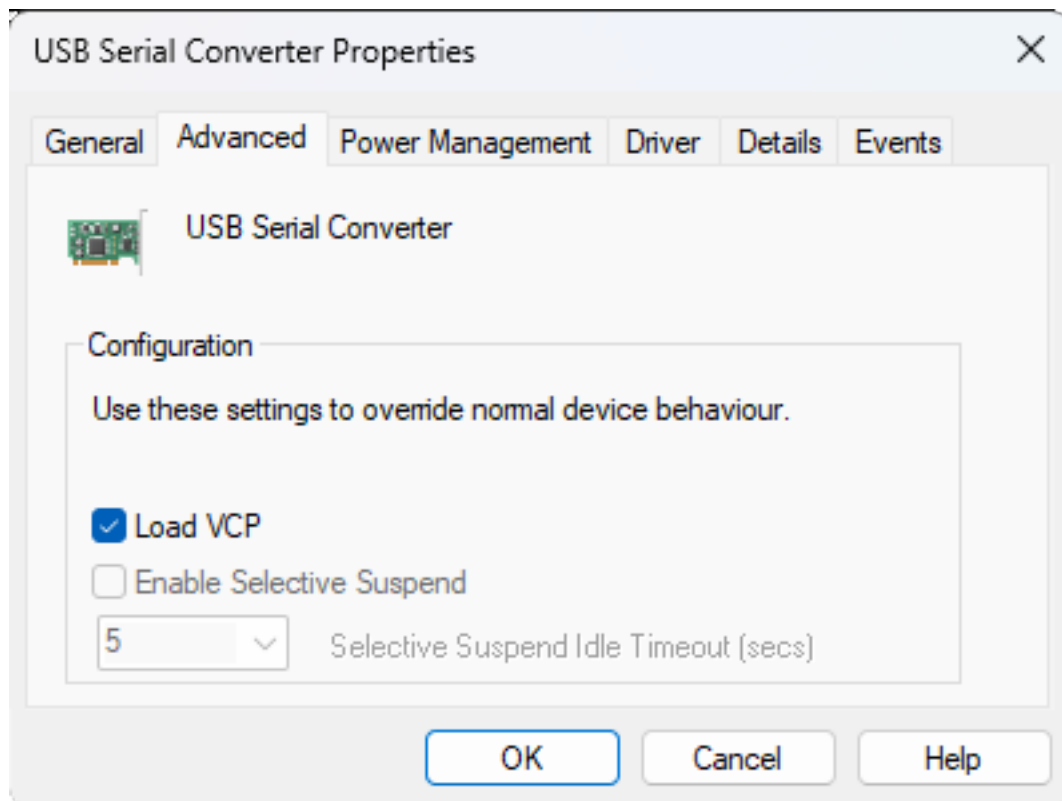 USB Serial Converter Properties
General Advanced Power Management Driver Details Events
USB Serial Converter
Configuration
Use these settings to override normal device behaviour.
Load VCP
Enable Selective Suspend
5 Selective Suspend Idle Timeout (secs)
OK Cancel Help